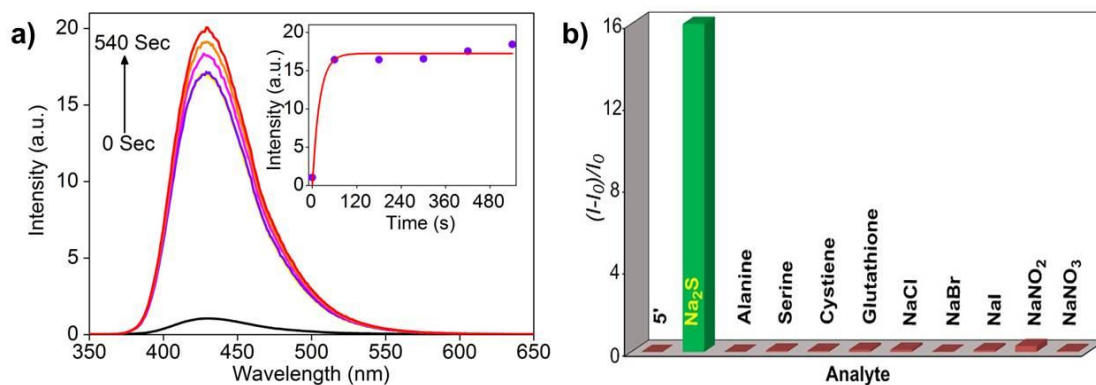 a)
20
15
10
5
0
540 Sec
0 Sec
Intensity (a.u.)
350 400 450 500 550 600 650
Wavelength (nm)
20
15
10
5
0
Intensity (a.u.)
0 120 240 360 480
Time (s)
b)
16
12
8
4
0
(I-I₀)/I₀
5'
Na₂S
Alanine
Serine
Cystiene
Glutathione
NaCl
NaBr
NaI
NaNO₂
NaNO₃
Analyte